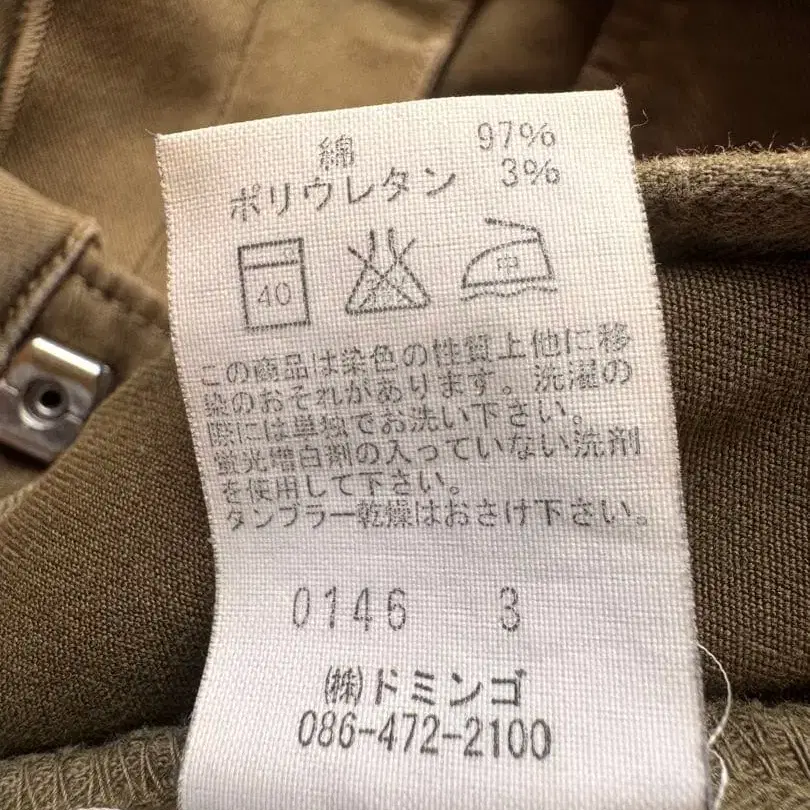 綿 97%
ポリウレタン 3%
40 中
この商品は染色の性質上他に移
染のおそれがあります。洗濯の
際には単独でお洗い下さい。
蛍光増白剤の入っていない洗剤
を使用して下さい。
タンブラー乾燥はおさけ下さい。
0146 3
㈱ドミンゴ
086-472-2100